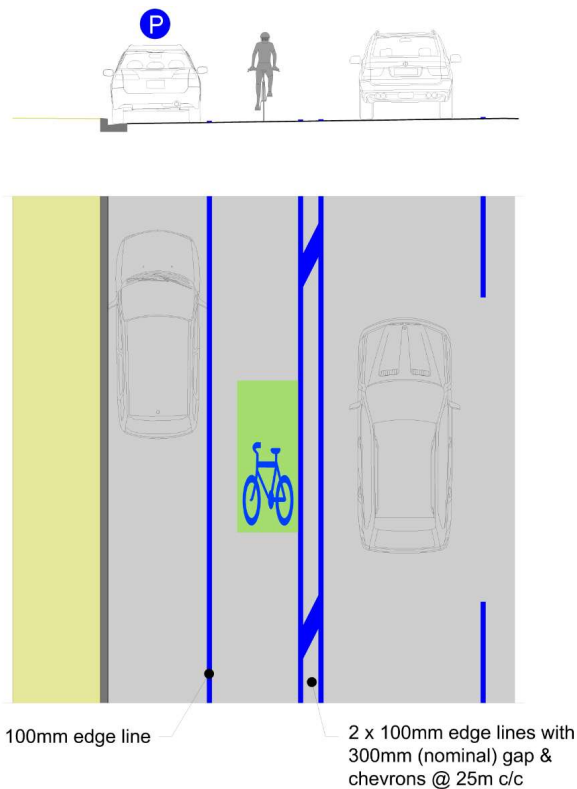 P
100mm edge line
2 x 100mm edge lines with
300mm (nominal) gap &
chevrons @ 25m c/c